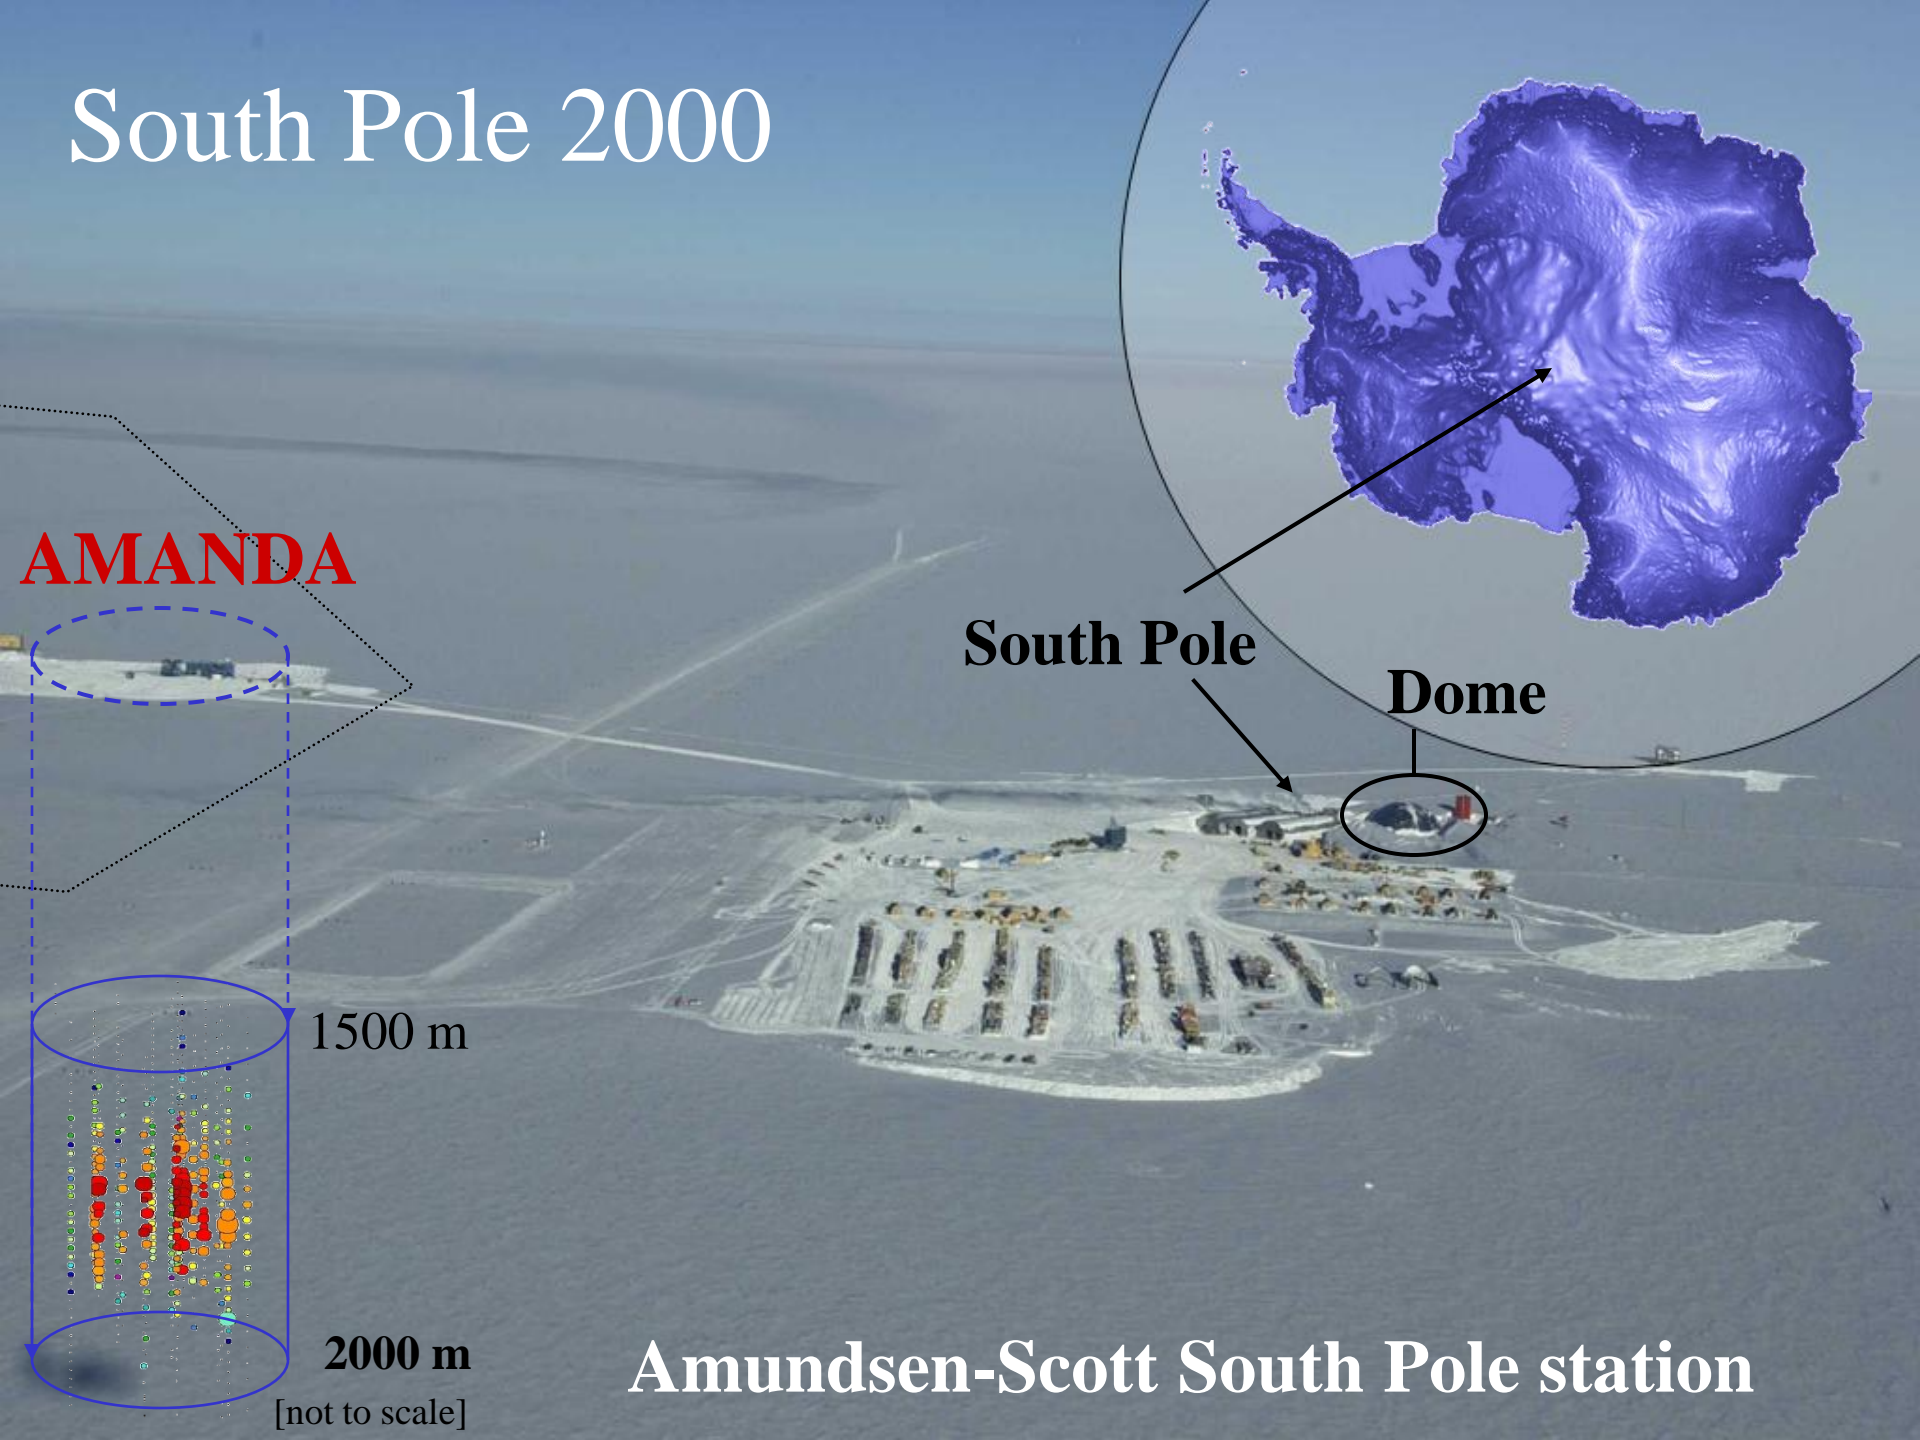 South Pole 2000
AMANDA
South Pole
Dome
1500 m
2000 m
[not to scale]
Amundsen-Scott South Pole station